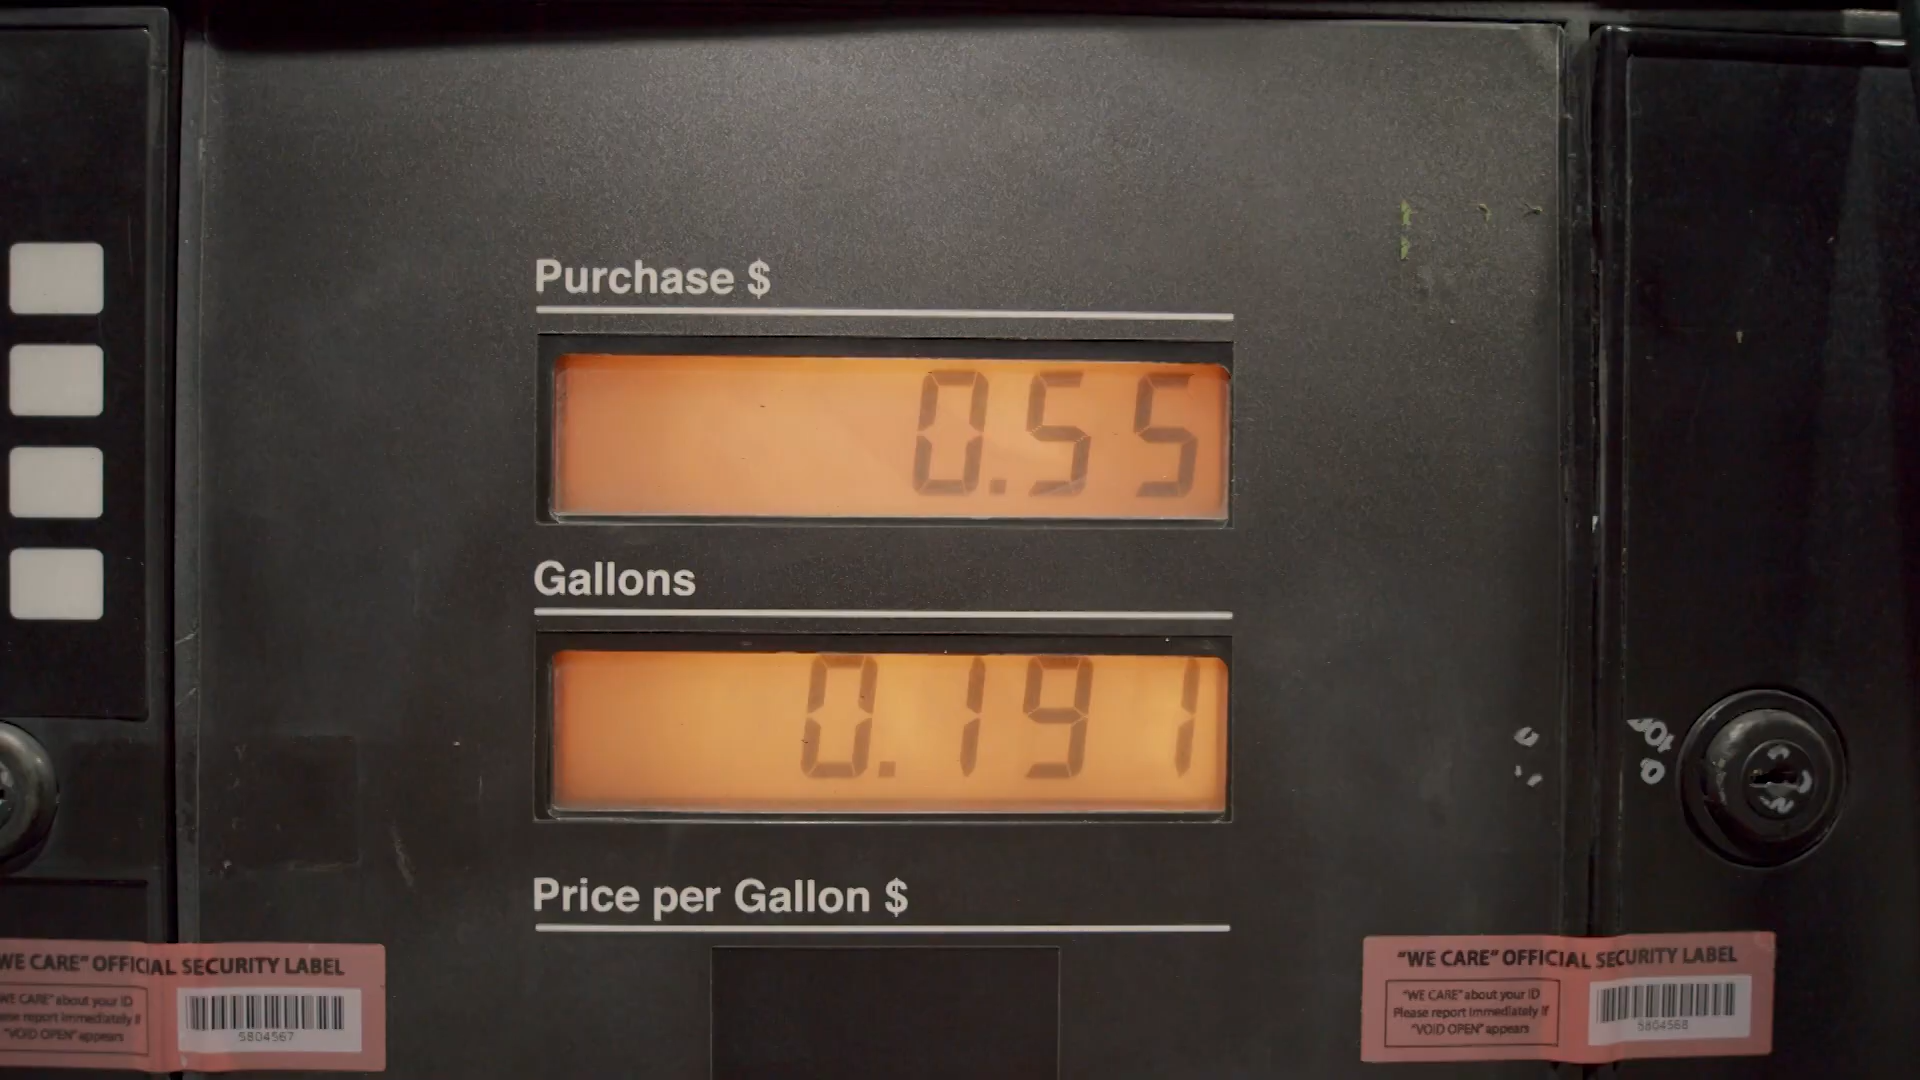 Purchase $
0.55
Gallons
0.191
Price per Gallon $
WE CARE" OFFICIAL SECURITY LABEL
WE CARE" about your ID
ease report immediately if
"VOID OPEN" appears
5804567
"WE CARE" OFFICIAL SECURITY LABEL
"WE CARE" about your ID
Please report immediately if
"VOID OPEN" appears
5804568